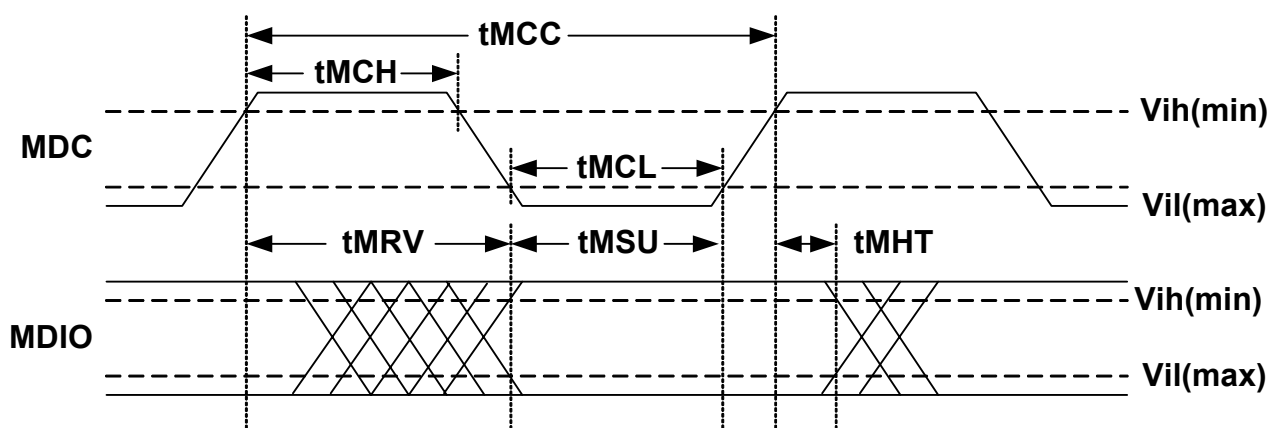 tMCC
tMCH
Vih(min)
MDC
tMCL
Vil(max)
tMRV
tMSU
tMHT
Vih(min)
MDIO
Vil(max)